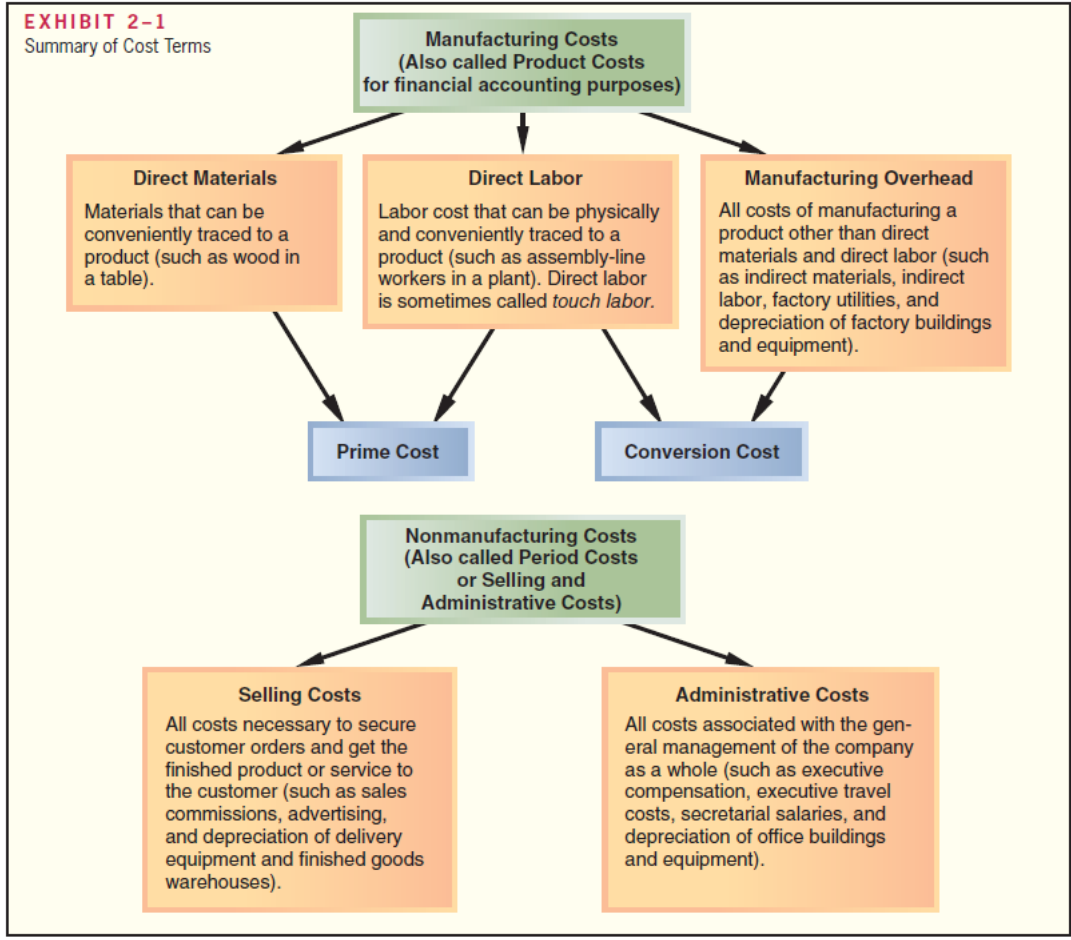 EXHIBIT 2–1
Summary of Cost Terms
Manufacturing Costs
(Also called Product Costs
for financial accounting purposes)
Direct Materials
Materials that can be
conveniently traced to a
product (such as wood in
a table).
Direct Labor
Labor cost that can be physically
and conveniently traced to a
product (such as assembly-line
workers in a plant). Direct labor
is sometimes called touch labor.
Manufacturing Overhead
All costs of manufacturing a
product other than direct
materials and direct labor (such
as indirect materials, indirect
labor, factory utilities, and
depreciation of factory buildings
and equipment).
Prime Cost
Conversion Cost
Nonmanufacturing Costs
(Also called Period Costs
or Selling and
Administrative Costs)
Selling Costs
All costs necessary to secure
customer orders and get the
finished product or service to
the customer (such as sales
commissions, advertising,
and depreciation of delivery
equipment and finished goods
warehouses).
Administrative Costs
All costs associated with the gen-
eral management of the company
as a whole (such as executive
compensation, executive travel
costs, secretarial salaries, and
depreciation of office buildings
and equipment).